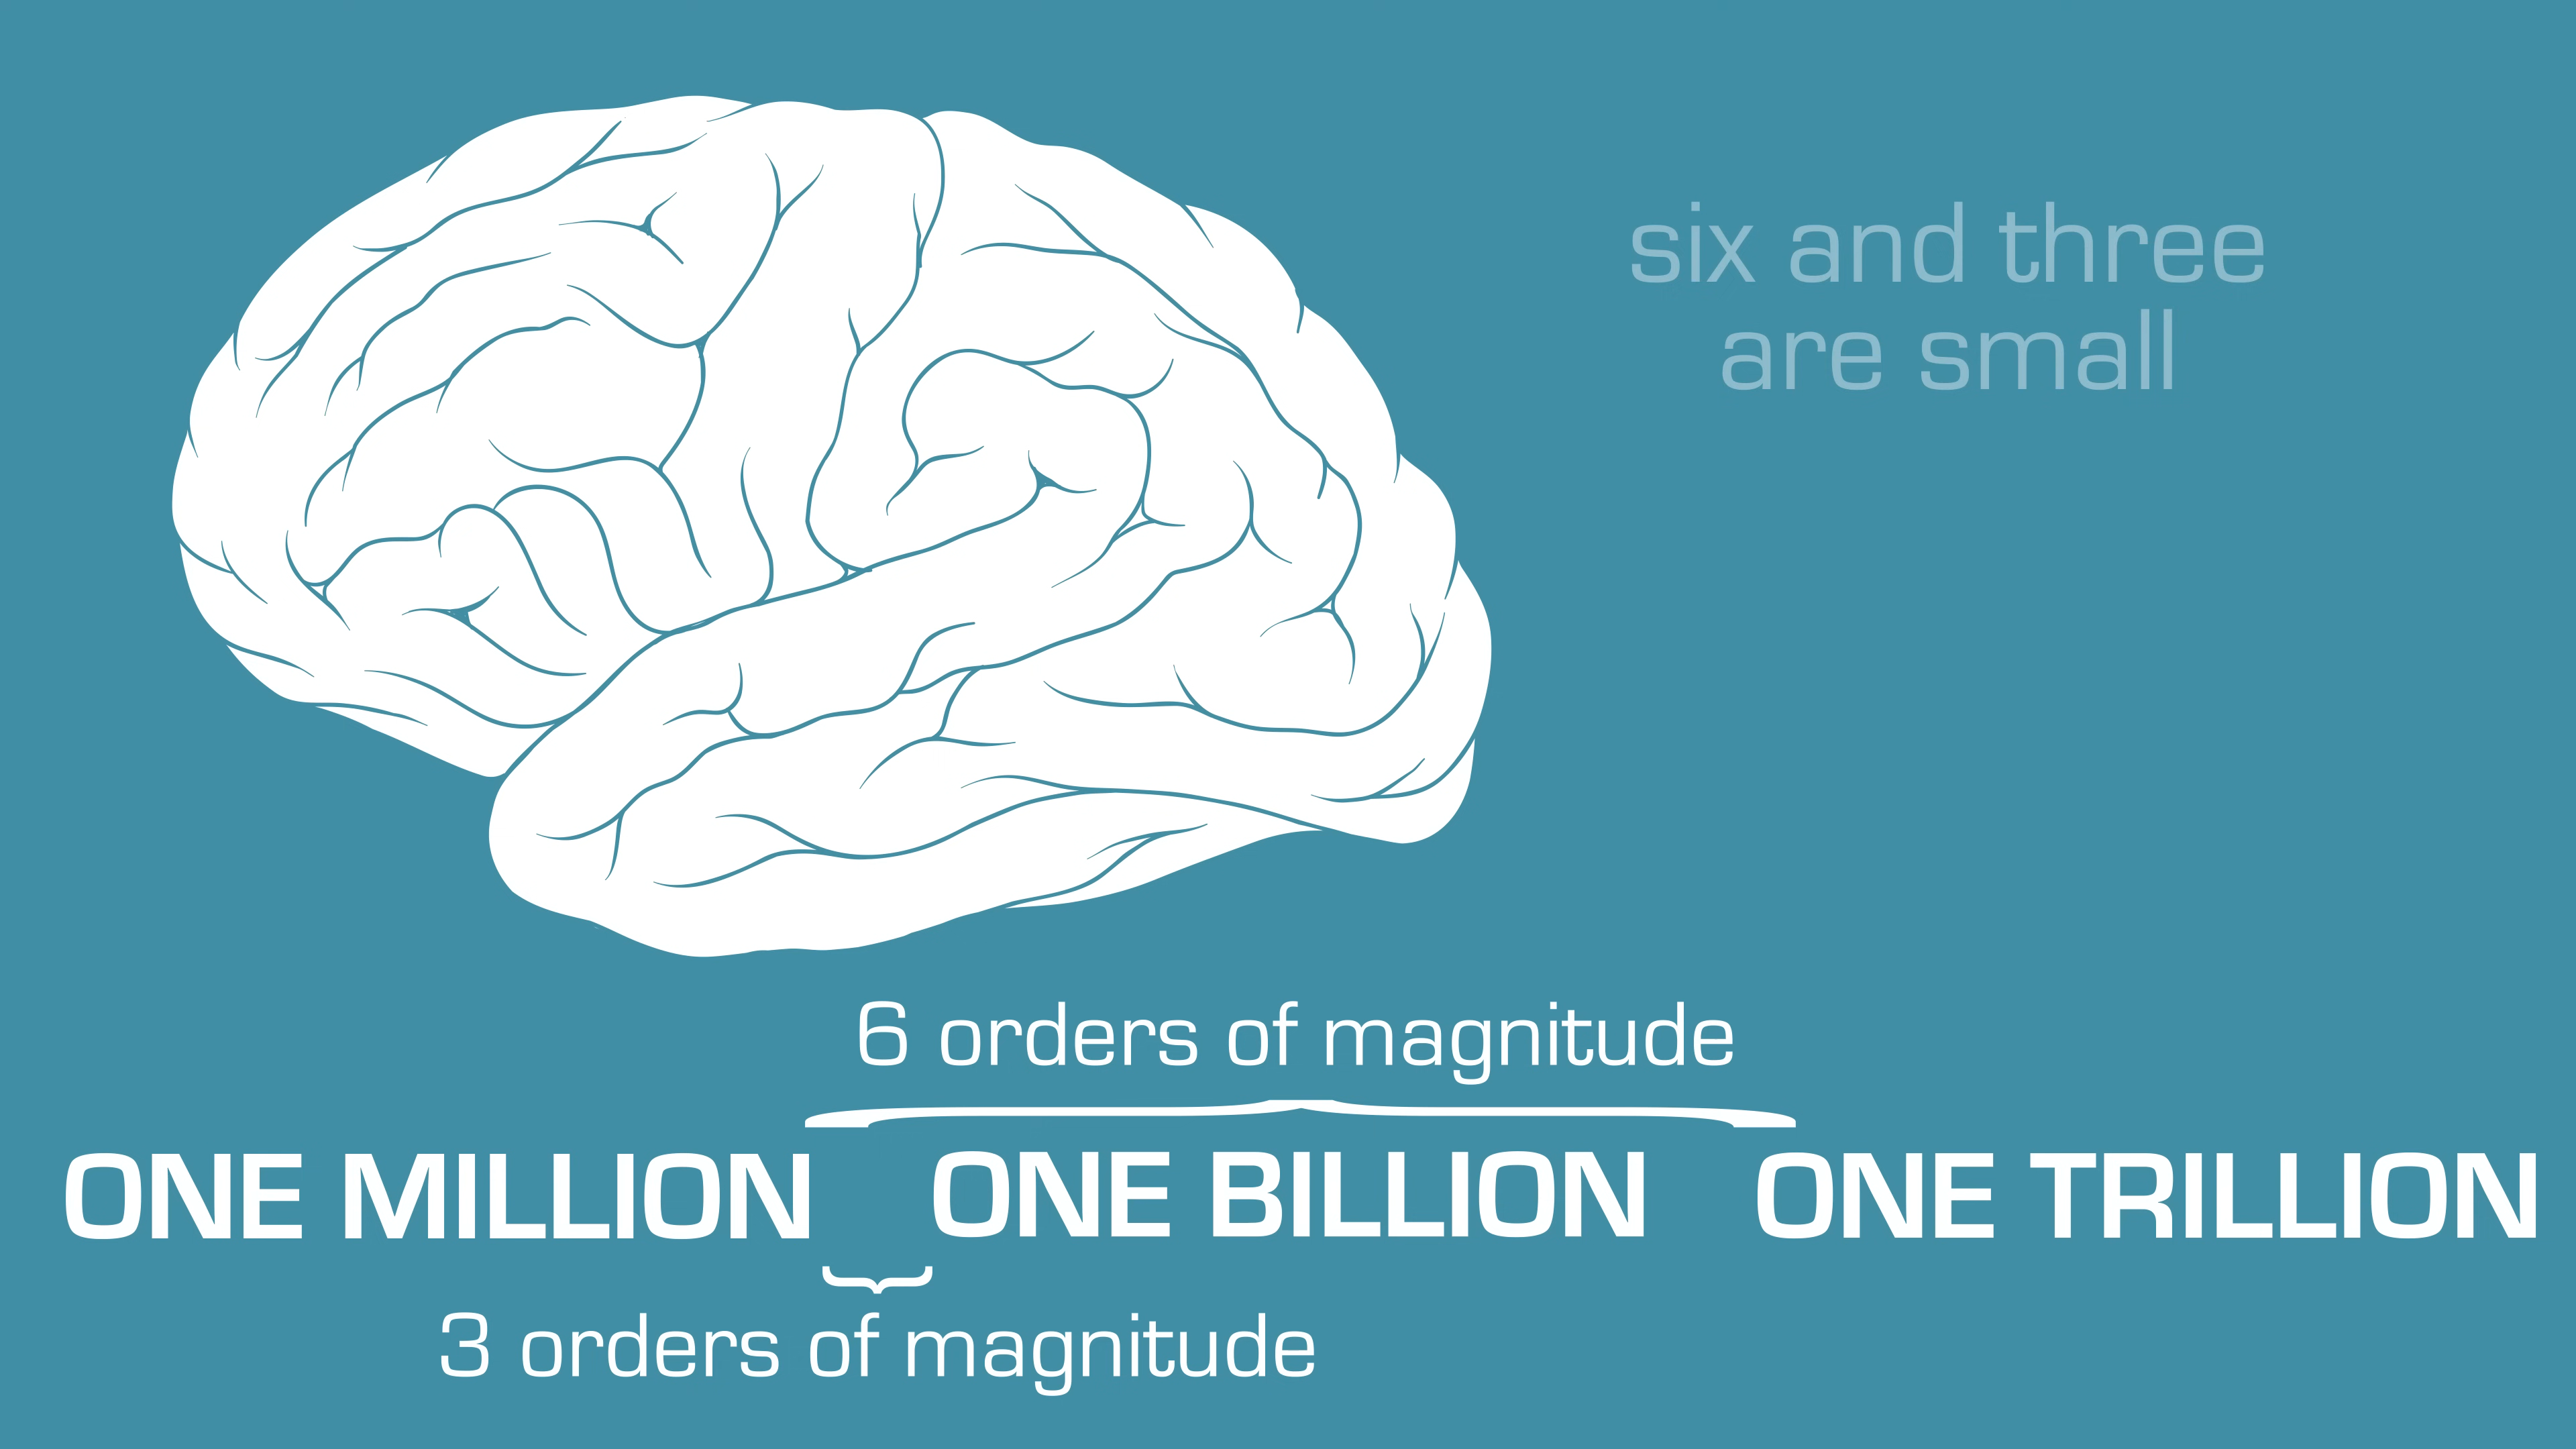 six and three
are small
6 orders of magnitude
ONE MILLION ONE BILLION ONE TRILLION
3 orders of magnitude